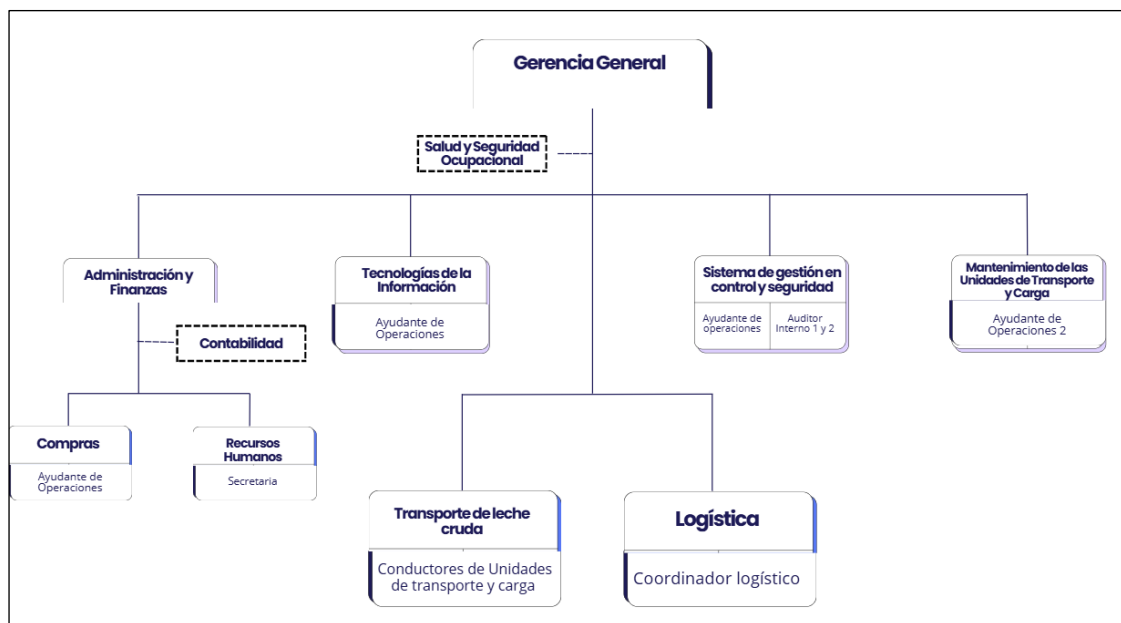 Gerencia General
Salud y Seguridad
Ocupacional
Administración y
Finanzas
Tecnologías de la
Información
Ayudante de
Operaciones
Sistema de gestión en
control y seguridad
Ayudante de
operaciones
Auditor
Interno 1 y 2
Mantenimiento de las
Unidades de Transporte
y Carga
Ayudante de
Operaciones 2
Contabilidad
Compras
Ayudante de
Operaciones
Recursos
Humanos
Secretaria
Transporte de leche
cruda
Conductores de Unidades
de transporte y carga
Logística
Coordinador logístico